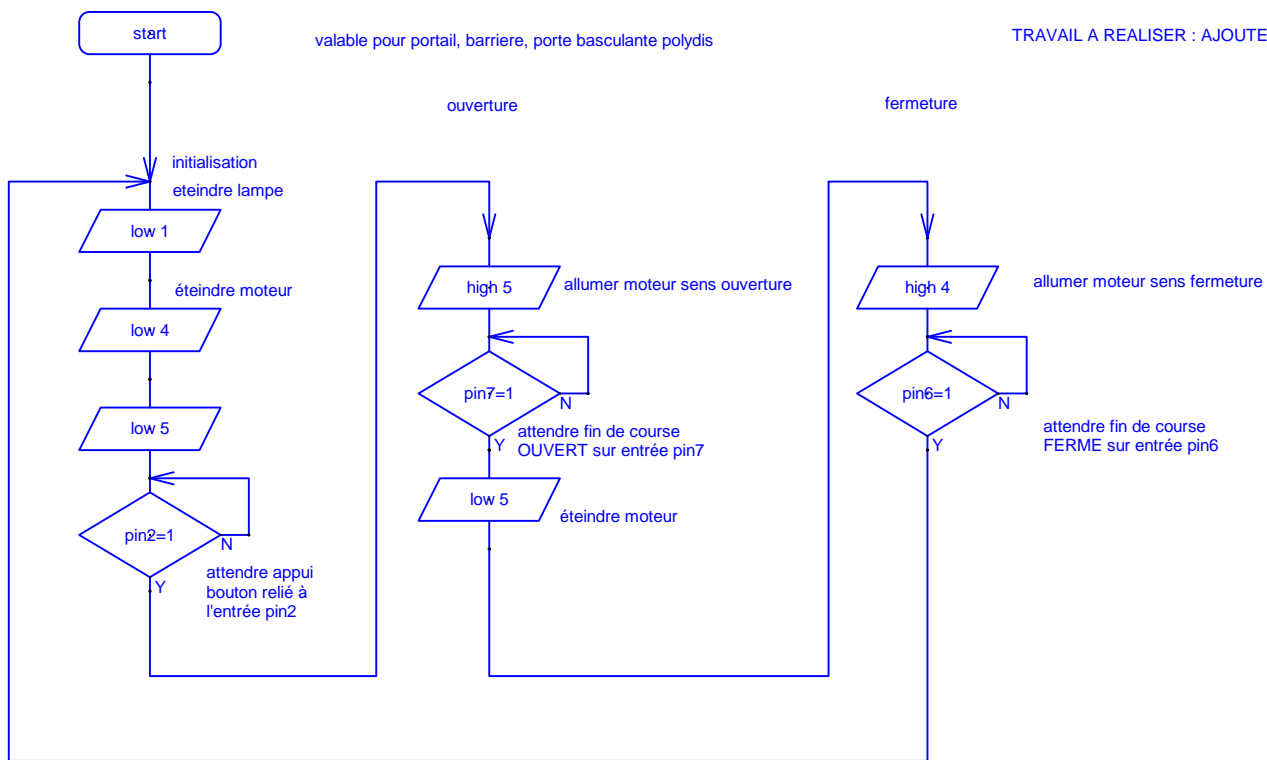 start
valable pour portail, barriere, porte basculante polydis
TRAVAIL A REALISER : AJOUTE
ouverture
fermeture
initialisation
eteindre lampe
low 1
éteindre moteur
low 4
low 5
pin2=1
N
Y
attendre appui
bouton relié à
l'entrée pin2
high 5
allumer moteur sens ouverture
pin7=1
N
Y
attendre fin de course
OUVERT sur entrée pin7
low 5
éteindre moteur
high 4
allumer moteur sens fermeture
pin6=1
N
Y
attendre fin de course
FERME sur entrée pin6